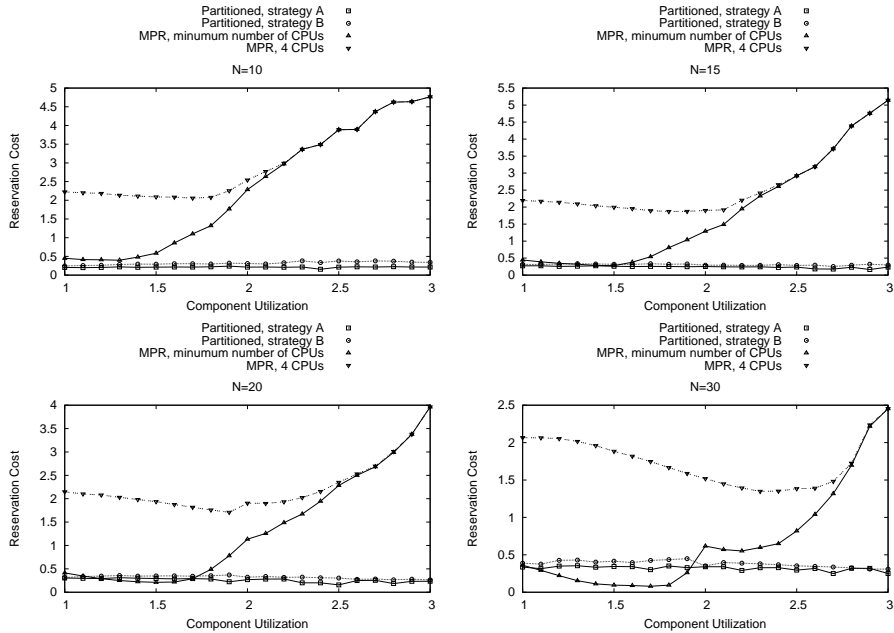 Partitioned, strategy A
Partitioned, strategy B
MPR, minumum number of CPUs
MPR, 4 CPUs
N=10
Reservation Cost
5
4.5
4
3.5
3
2.5
2
1.5
1
0.5
0
1
1.5
2
2.5
3
Component Utilization
Partitioned, strategy A
Partitioned, strategy B
MPR, minumum number of CPUs
MPR, 4 CPUs
N=15
Reservation Cost
5.5
5
4.5
4
3.5
3
2.5
2
1.5
1
0.5
0
1
1.5
2
2.5
3
Component Utilization
Partitioned, strategy A
Partitioned, strategy B
MPR, minumum number of CPUs
MPR, 4 CPUs
N=20
Reservation Cost
4
3.5
3
2.5
2
1.5
1
0.5
0
1
1.5
2
2.5
3
Component Utilization
Partitioned, strategy A
Partitioned, strategy B
MPR, minumum number of CPUs
MPR, 4 CPUs
N=30
Reservation Cost
2.5
2
1.5
1
0.5
0
1
1.5
2
2.5
3
Component Utilization